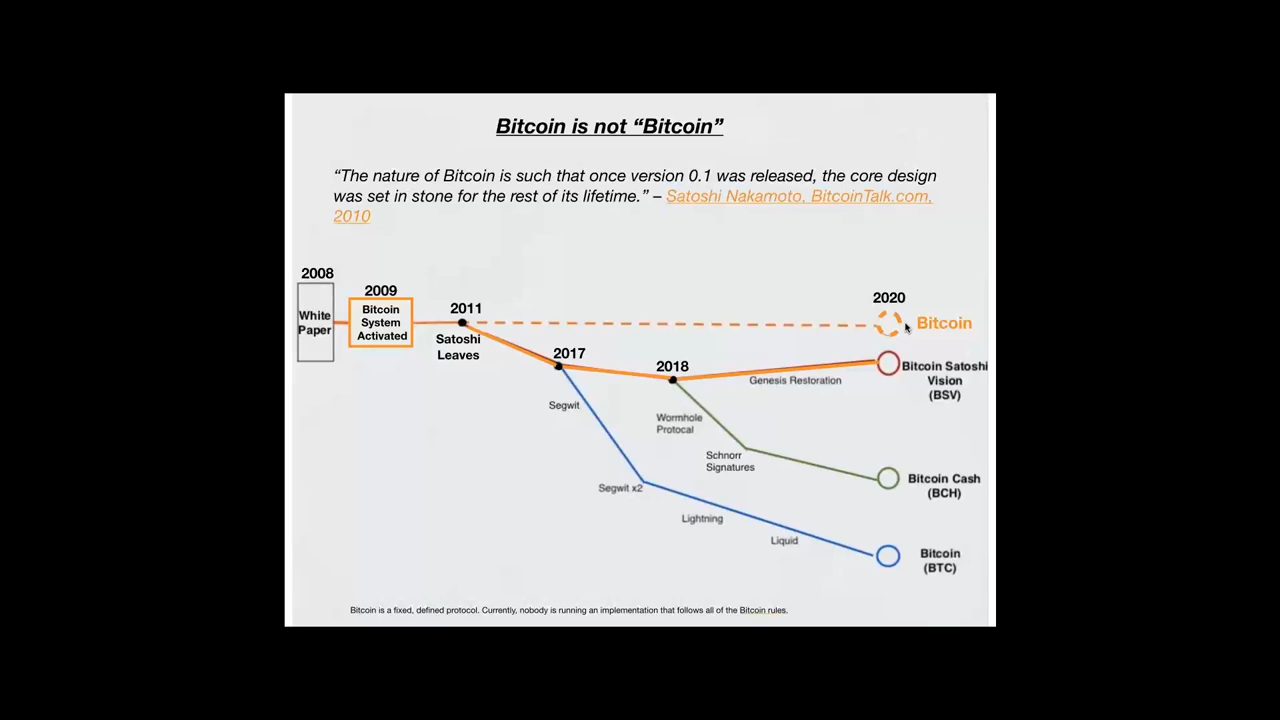 Bitcoin is not “Bitcoin”
“The nature of Bitcoin is such that once version 0.1 was released, the core design
was set in stone for the rest of its lifetime.” – Satoshi Nakamoto, BitcoinTalk.com,
2010
2008
White
Paper
2009
Bitcoin
System
Activated
2011
Satoshi
Leaves
2017
2018
2020
Bitcoin
Genesis Restoration
Bitcoin Satoshi
Vision
(BSV)
Segwit
Wormhole
Protocal
Schnorr
Signatures
Bitcoin Cash
(BCH)
Segwit x2
Lightning
Liquid
Bitcoin
(BTC)
Bitcoin is a fixed, defined protocol. Currently, nobody is running an implementation that follows all of the Bitcoin rules.